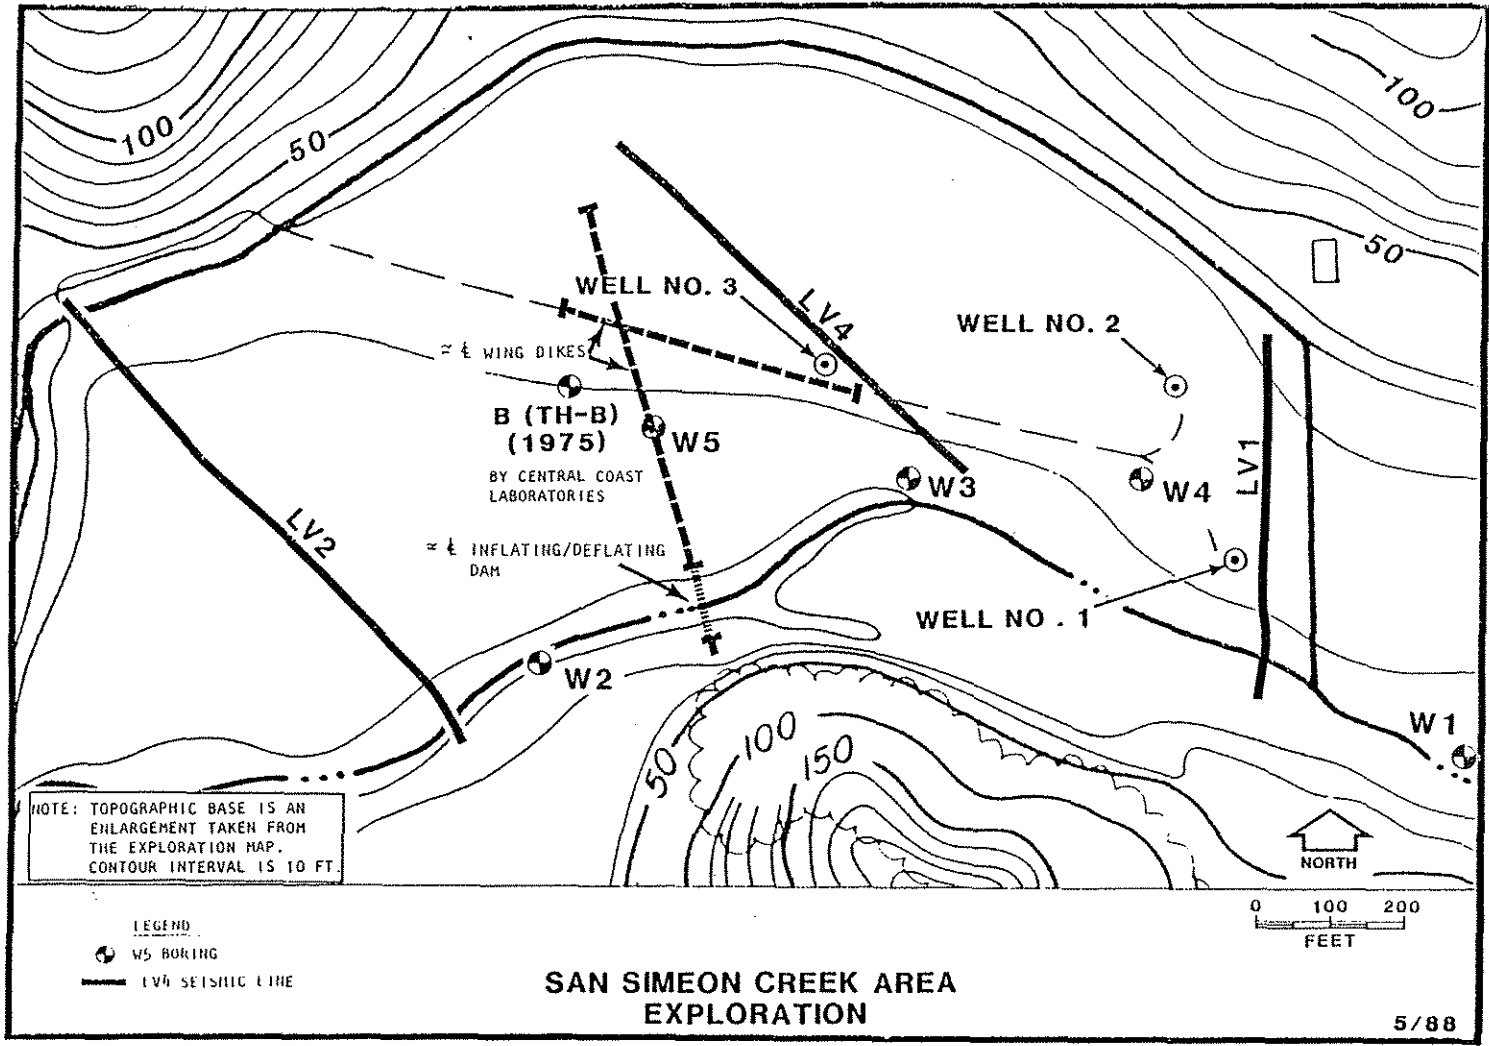 100
50
100
50
WELL NO. 3
LV4
WELL NO. 2
≃ ℄ WING DIKES
B (TH-B)
(1975)
W5
BY CENTRAL COAST
LABORATORIES
W3
W4
LV1
LV2
≃ ℄ INFLATING/DEFLATING
DAM
WELL NO . 1
W2
W1
50
100
150
NOTE: TOPOGRAPHIC BASE IS AN
ENLARGEMENT TAKEN FROM
THE EXPLORATION MAP.
CONTOUR INTERVAL IS 10 FT.
NORTH
0 100 200
FEET
LEGEND
W5 BORING
LV4 SEISMIC LINE
SAN SIMEON CREEK AREA
EXPLORATION
5/88